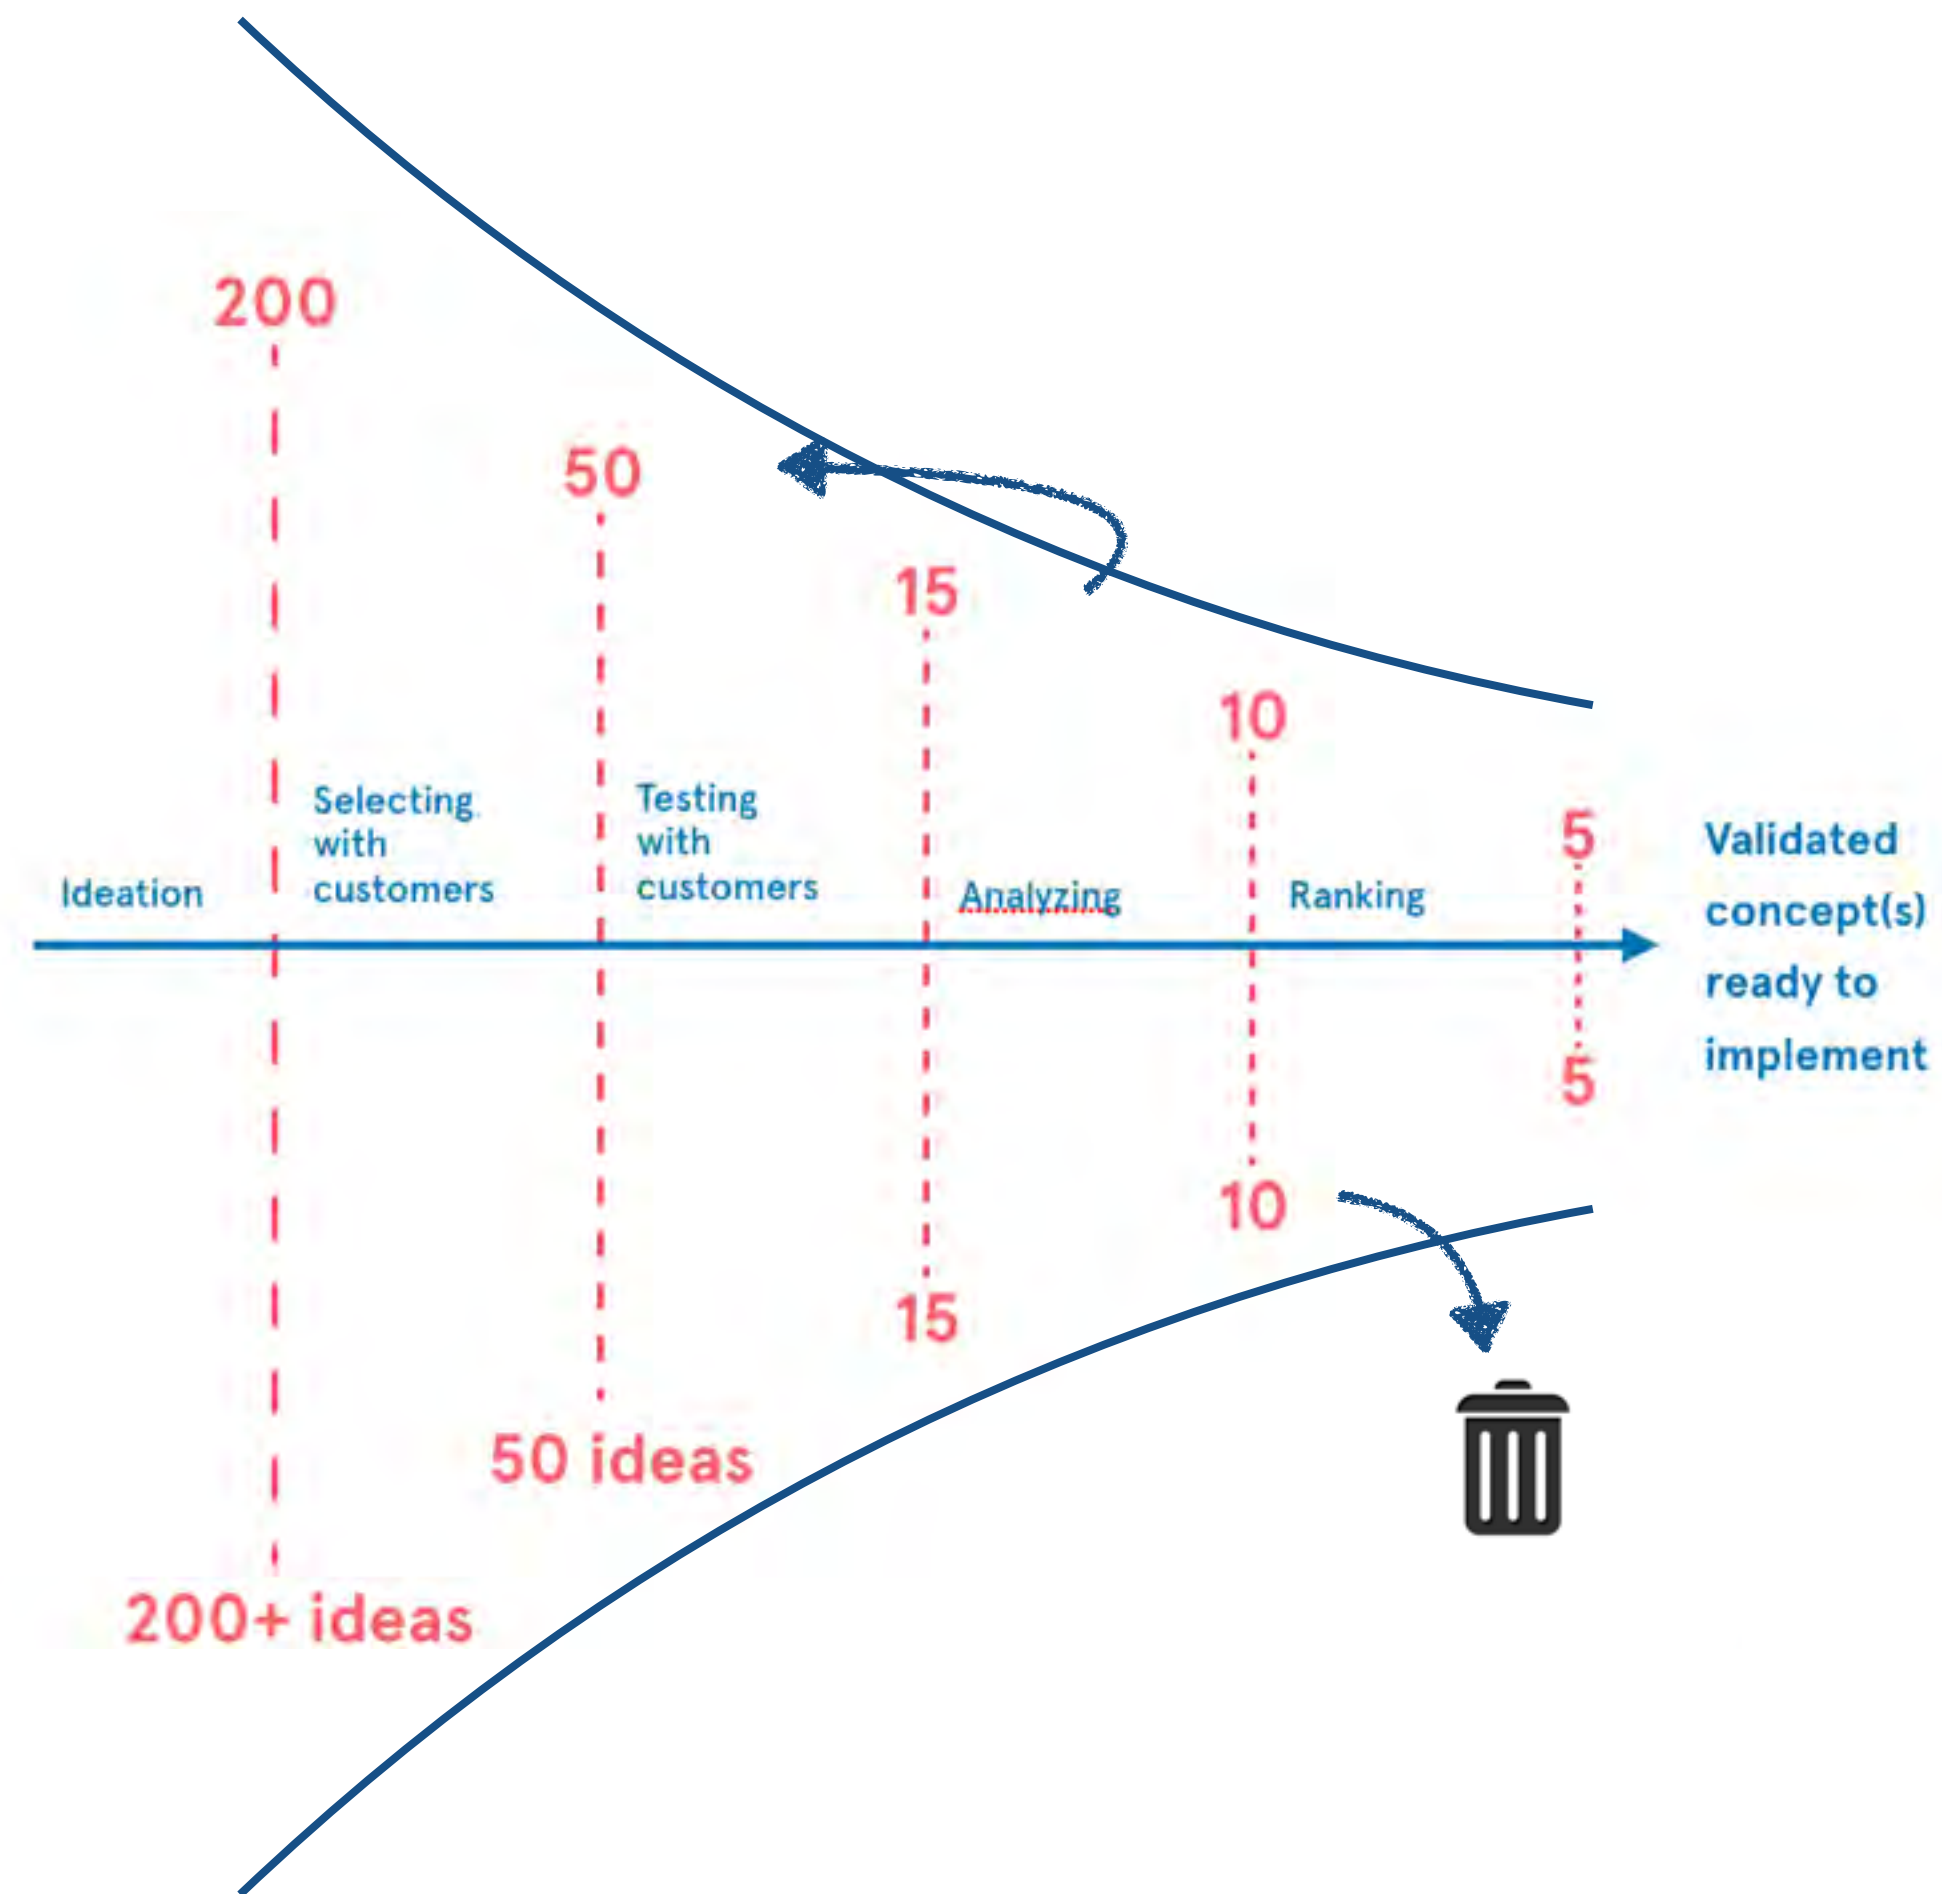 200
50
15
10
5
Ideation
Selecting
with
customers
Testing
with
customers
Analyzing
Ranking
Validated
concept(s)
ready to
implement
5
10
15
50 ideas
200+ ideas